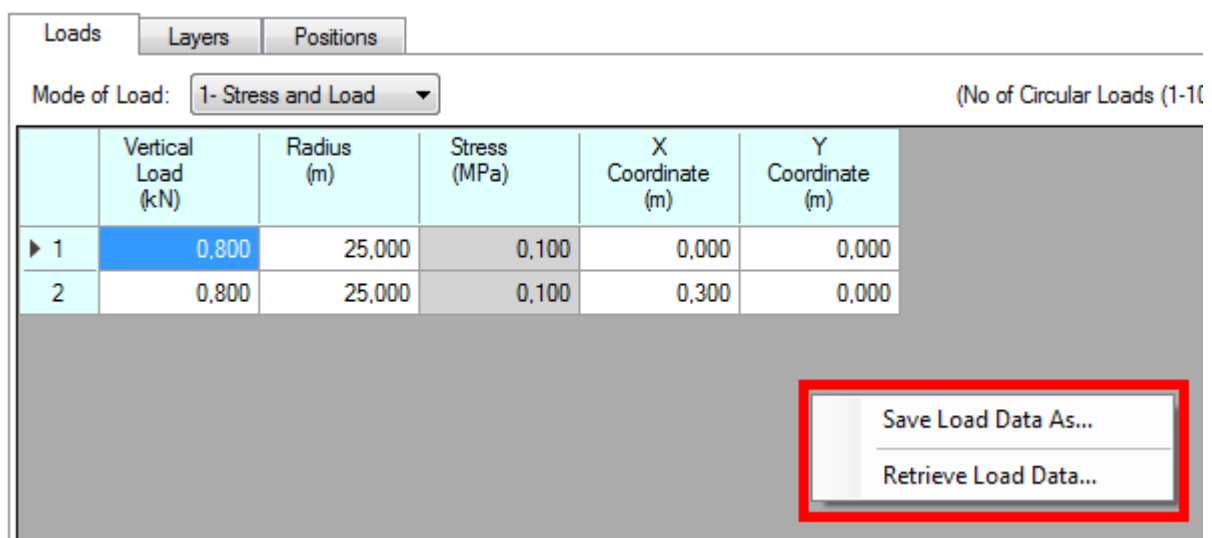 Loads Layers Positions
Mode of Load: 1- Stress and Load (No of Circular Loads (1-10
Vertical Load (kN) Radius (m) Stress (MPa) X Coordinate (m) Y Coordinate (m)
1 0,800 25,000 0,100 0,000 0,000
2 0,800 25,000 0,100 0,300 0,000
Save Load Data As...
Retrieve Load Data...